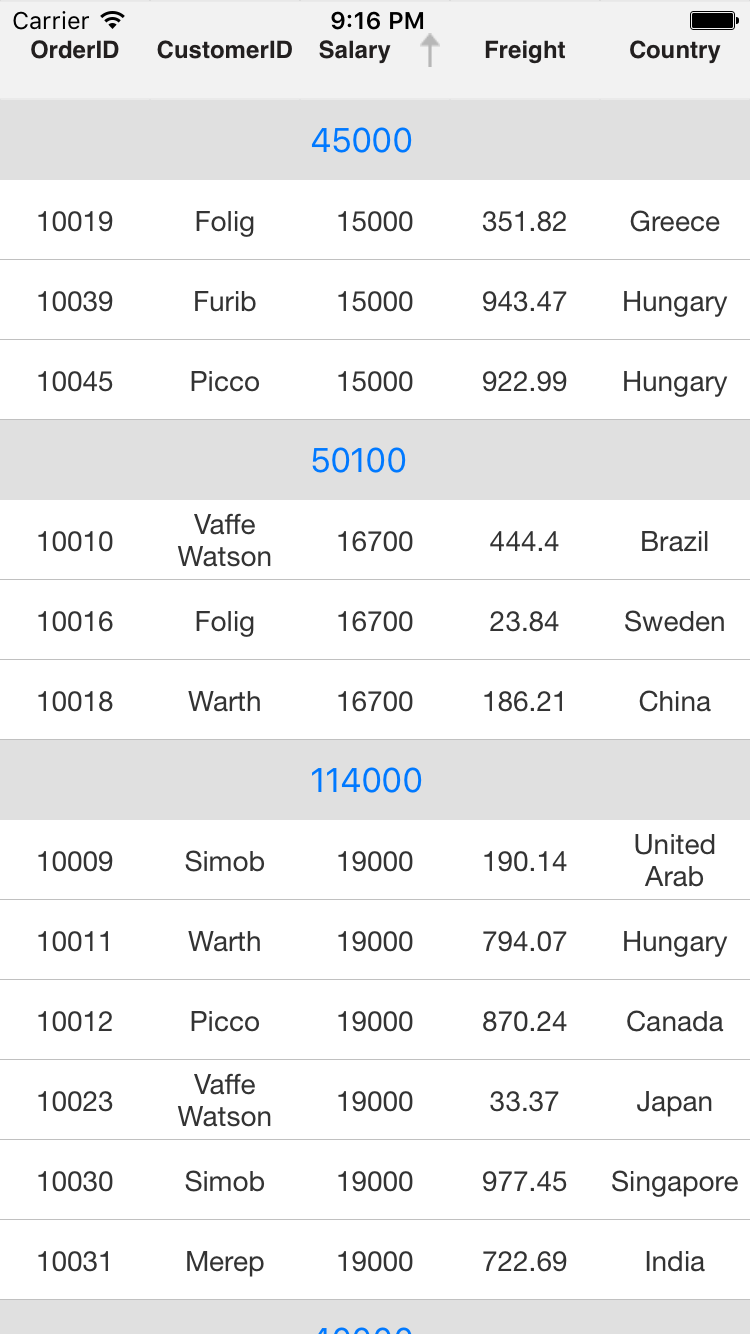 Carrier 9:16 PM
OrderID CustomerID Salary Freight Country
45000
10019 Folig 15000 351.82 Greece
10039 Furib 15000 943.47 Hungary
10045 Picco 15000 922.99 Hungary
50100
10010 Vaffe Watson 16700 444.4 Brazil
10016 Folig 16700 23.84 Sweden
10018 Warth 16700 186.21 China
114000
10009 Simob 19000 190.14 United Arab
10011 Warth 19000 794.07 Hungary
10012 Picco 19000 870.24 Canada
10023 Vaffe Watson 19000 33.37 Japan
10030 Simob 19000 977.45 Singapore
10031 Merep 19000 722.69 India